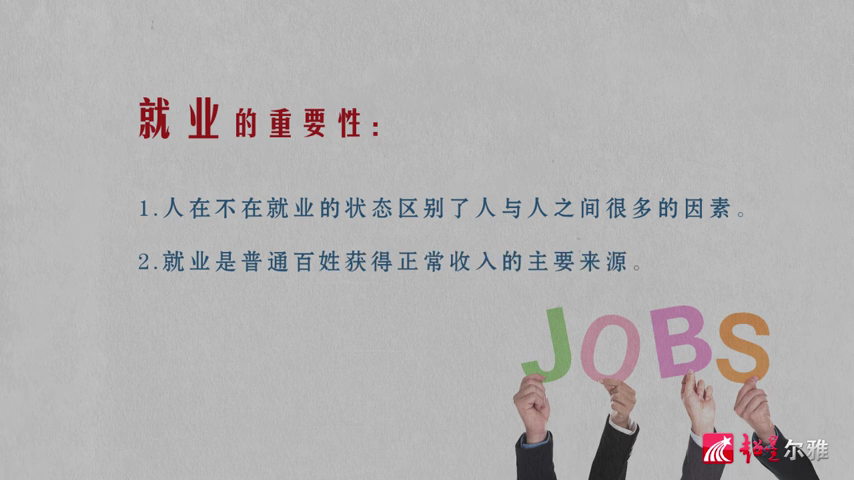 就业的重要性:
1.人在不在就业的状态区别了人与人之间很多的因素。
2.就业是普通百姓获得正常收入的主要来源。
JOBS
超星尔雅